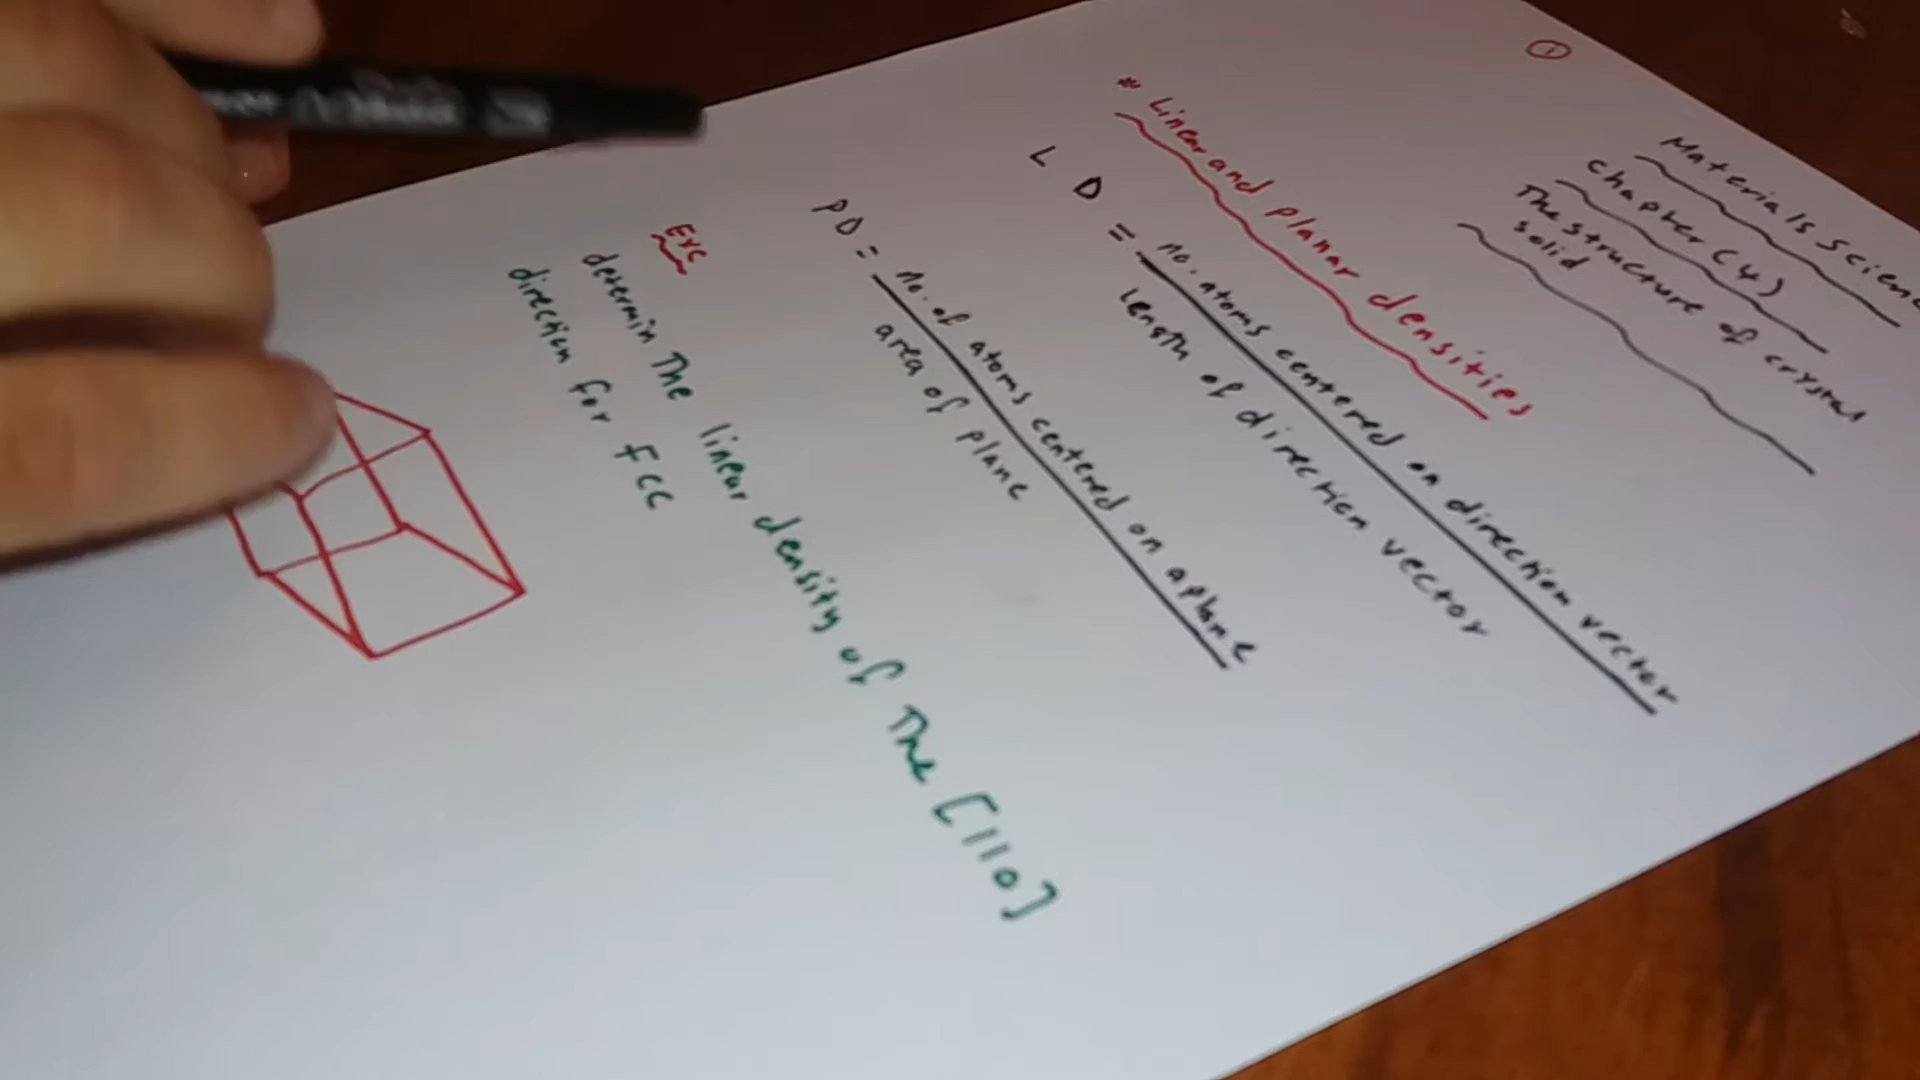 1
Materials Scienc
chapter (4)
The structure of crystal
solid
* Linear and planar densities
L D = no. atoms centered on direction vector
Length of direction vector
PD = no. of atoms centered on a plane
area of plane
Exc
determin The linear density of The [110]
direction for FCC